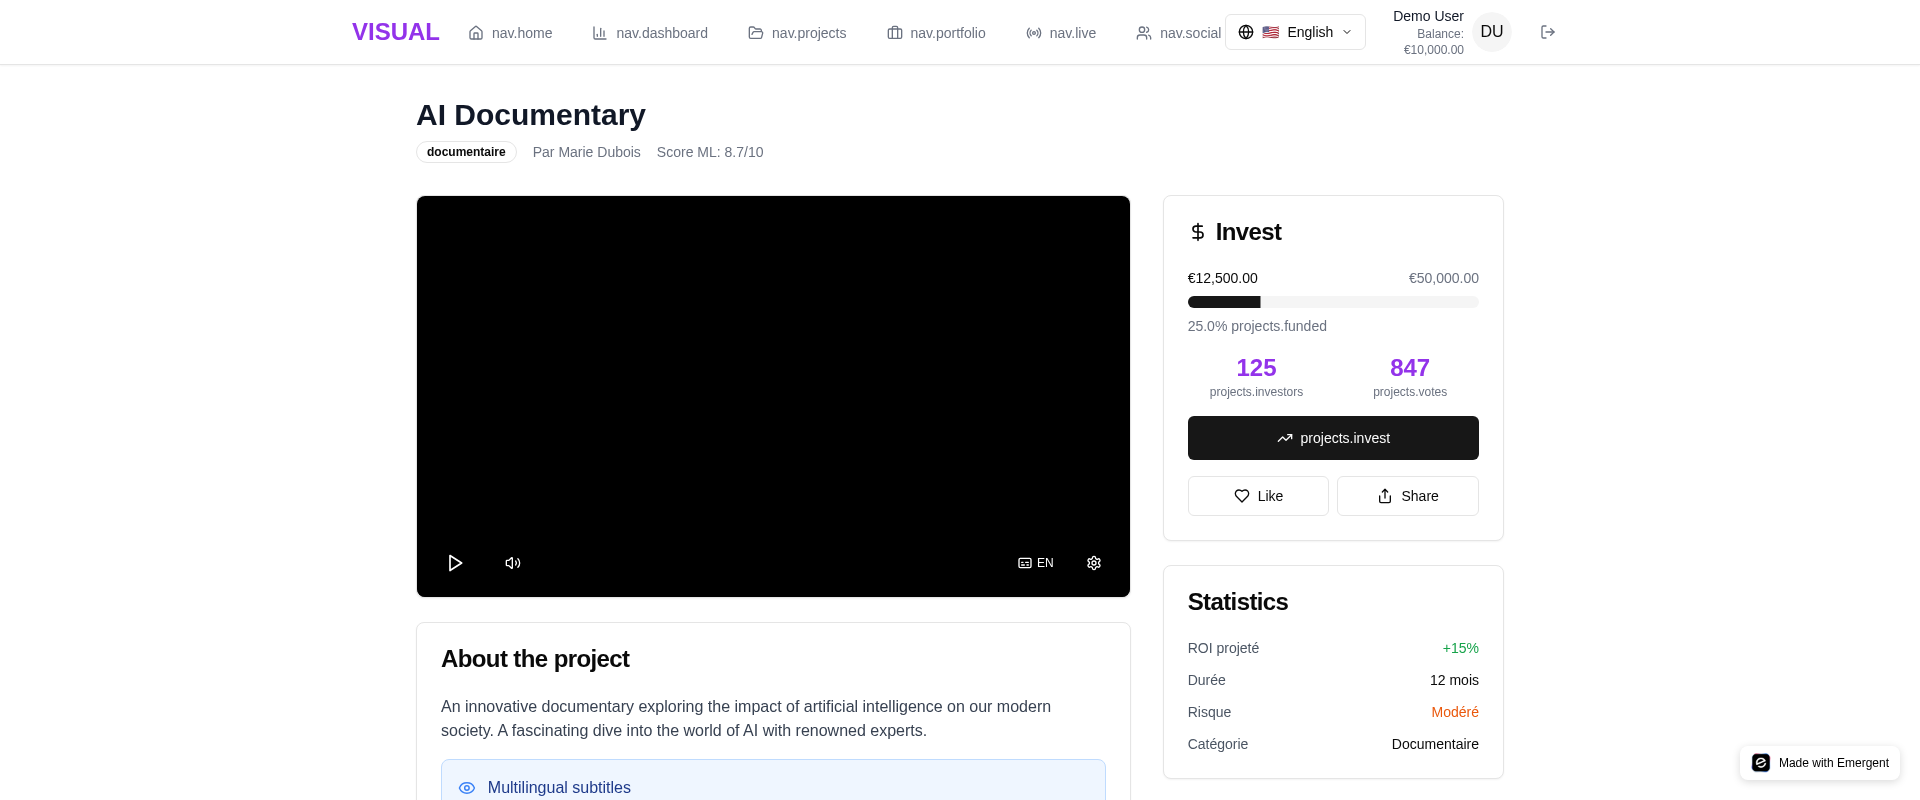 VISUAL
nav.home
nav.dashboard
nav.projects
nav.portfolio
nav.live
nav.social
English
Demo User
Balance:
€10,000.00
DU
AI Documentary
documentaire
Par Marie Dubois
Score ML: 8.7/10
EN
About the project
An innovative documentary exploring the impact of artificial intelligence on our modern
society. A fascinating dive into the world of AI with renowned experts.
Multilingual subtitles
$ Invest
€12,500.00
€50,000.00
25.0% projects.funded
125
projects.investors
847
projects.votes
projects.invest
Like
Share
Statistics
ROI projeté
+15%
Durée
12 mois
Risque
Modéré
Catégorie
Documentaire
Made with Emergent